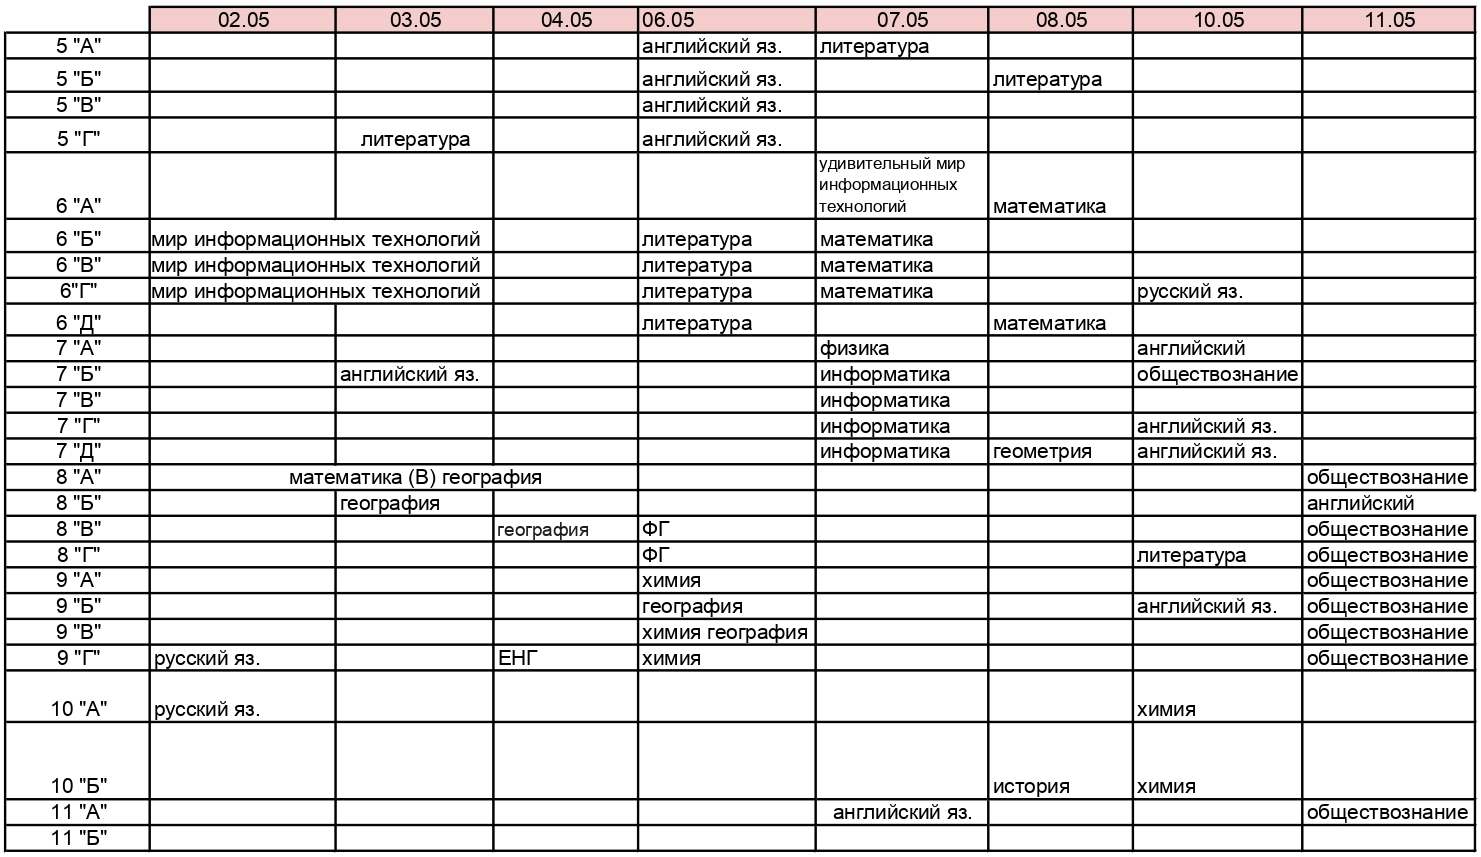 02.05 03.05 04.05 06.05 07.05 08.05 10.05 11.05
5 "А" английский яз. литература
5 "Б" английский яз. литература
5 "В" английский яз.
5 "Г" литература английский яз.
удивительный мир
информационных
6 "А" технологий математика
6 "Б" мир информационных технологий литература математика
6 "В" мир информационных технологий литература математика
6"Г" мир информационных технологий литература математика русский яз.
6 "Д" литература математика
7 "А" физика английский
7 "Б" английский яз. информатика обществознание
7 "В" информатика
7 "Г" информатика английский яз.
7 "Д" информатика геометрия английский яз.
8 "А" математика (В) география обществознание
8 "Б" география английский
8 "В" география ФГ обществознание
8 "Г" ФГ литература обществознание
9 "А" химия обществознание
9 "Б" география английский яз. обществознание
9 "В" химия география обществознание
9 "Г" русский яз. ЕНГ химия обществознание
10 "А" русский яз. химия
10 "Б" история химия
11 "А" английский яз. обществознание
11 "Б"